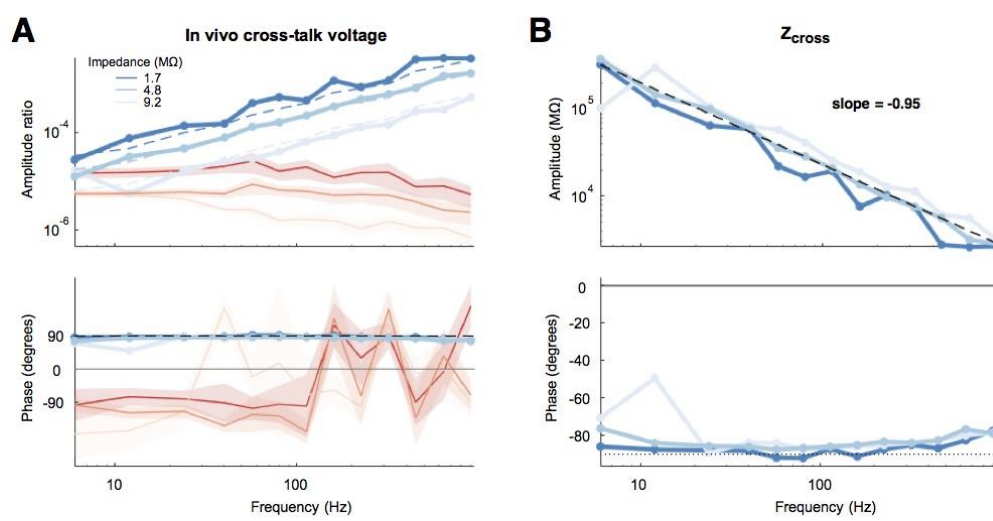 A
In vivo cross-talk voltage
Impedance (MΩ)
1.7
4.8
9.2
Amplitude ratio
10-4
10-6
Phase (degrees)
90
0
-90
10
100
Frequency (Hz)
B
Zcross
slope = -0.95
Amplitude (MΩ)
10⁵
10⁴
Phase (degrees)
0
-20
-40
-60
-80
10
100
Frequency (Hz)